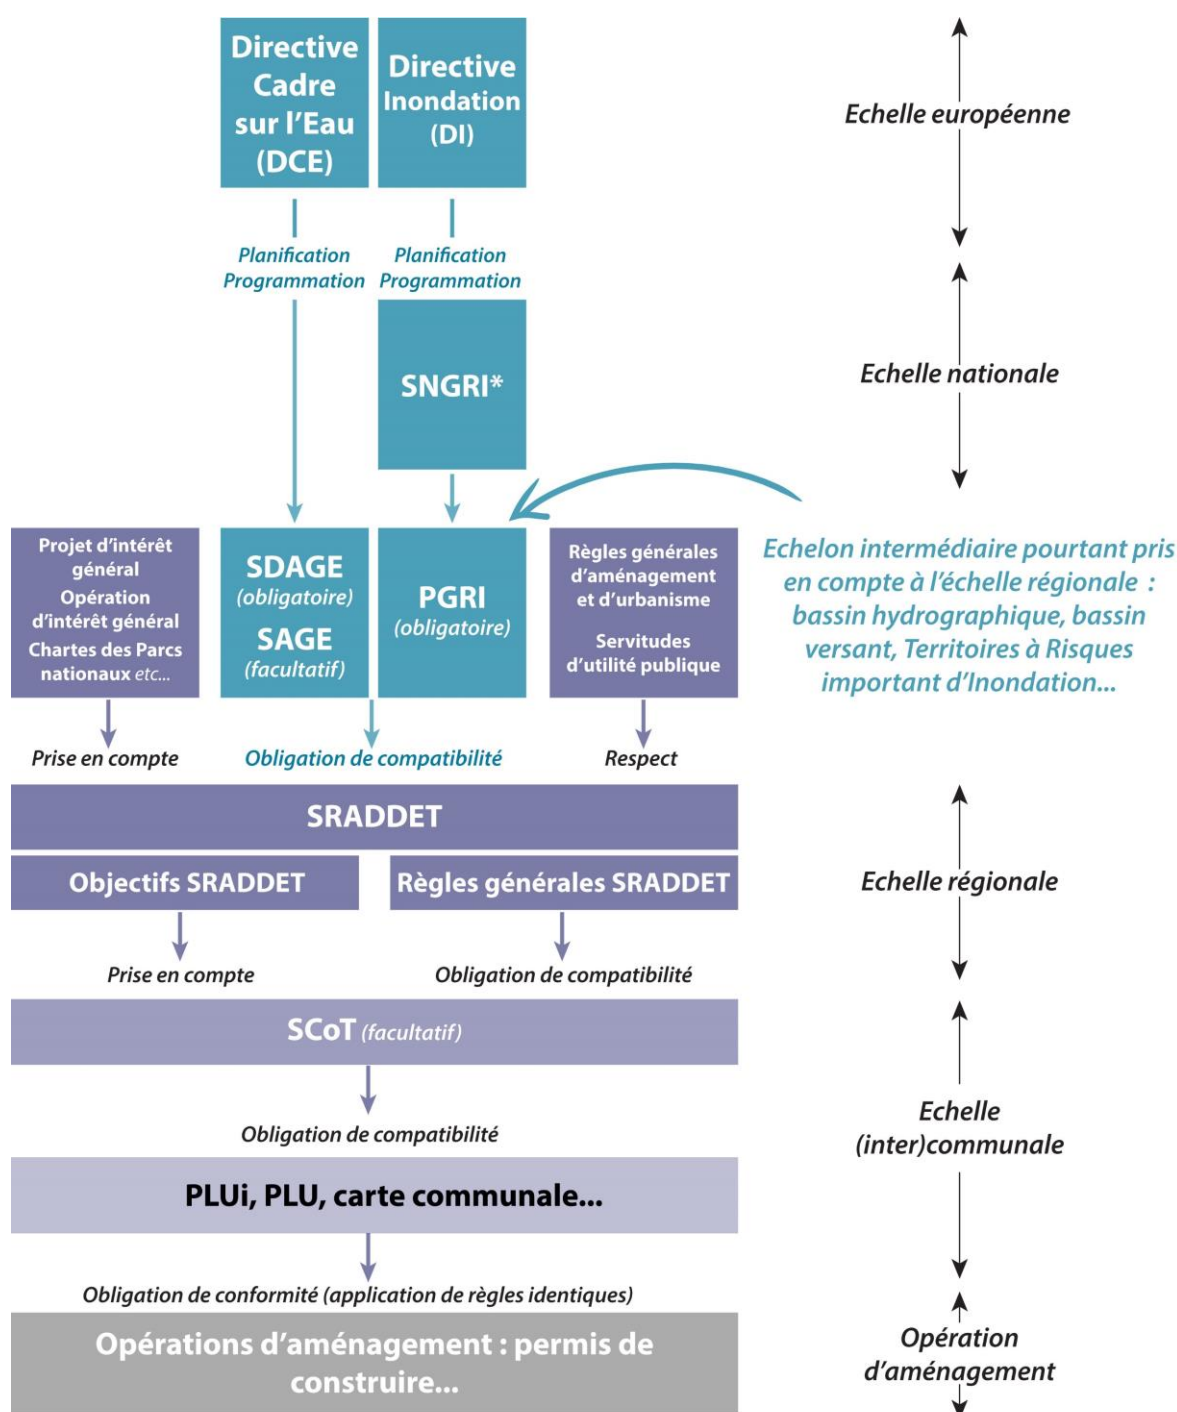 Directive
Cadre
sur l’Eau
(DCE)
Directive
Inondation
(DI)
Echelle européenne
Planification
Programmation
Planification
Programmation
SNGRI*
Echelle nationale
Projet d’intérêt
général
Opération
d’intérêt général
Chartes des Parcs
nationaux etc...
SDAGE
(obligatoire)
SAGE
(facultatif)
PGRI
(obligatoire)
Règles générales
d’aménagement
et d’urbanisme
Servitudes
d’utilité publique
Echelon intermédiaire pourtant pris
en compte à l’échelle régionale :
bassin hydrographique, bassin
versant, Territoires à Risques
important d’Inondation...
Prise en compte
Obligation de compatibilité
Respect
SRADDET
Objectifs SRADDET
Règles générales SRADDET
Echelle régionale
Prise en compte
Obligation de compatibilité
SCoT (facultatif)
Obligation de compatibilité
Echelle
(inter)communale
PLUi, PLU, carte communale...
Obligation de conformité (application de règles identiques)
Opérations d’aménagement : permis de
construire...
Opération
d’aménagement